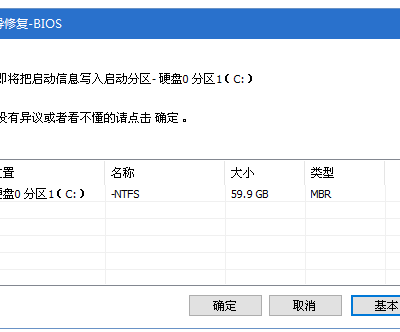 导修复-BIOS
即将把启动信息写入启动分区- 硬盘0 分区1 ( C: )
没有异议或者看不懂的请点击 确定 。
位置 名称 大小 类型
硬盘0 分区1 ( C: ) -NTFS 59.9 GB MBR
确定 取消 基本